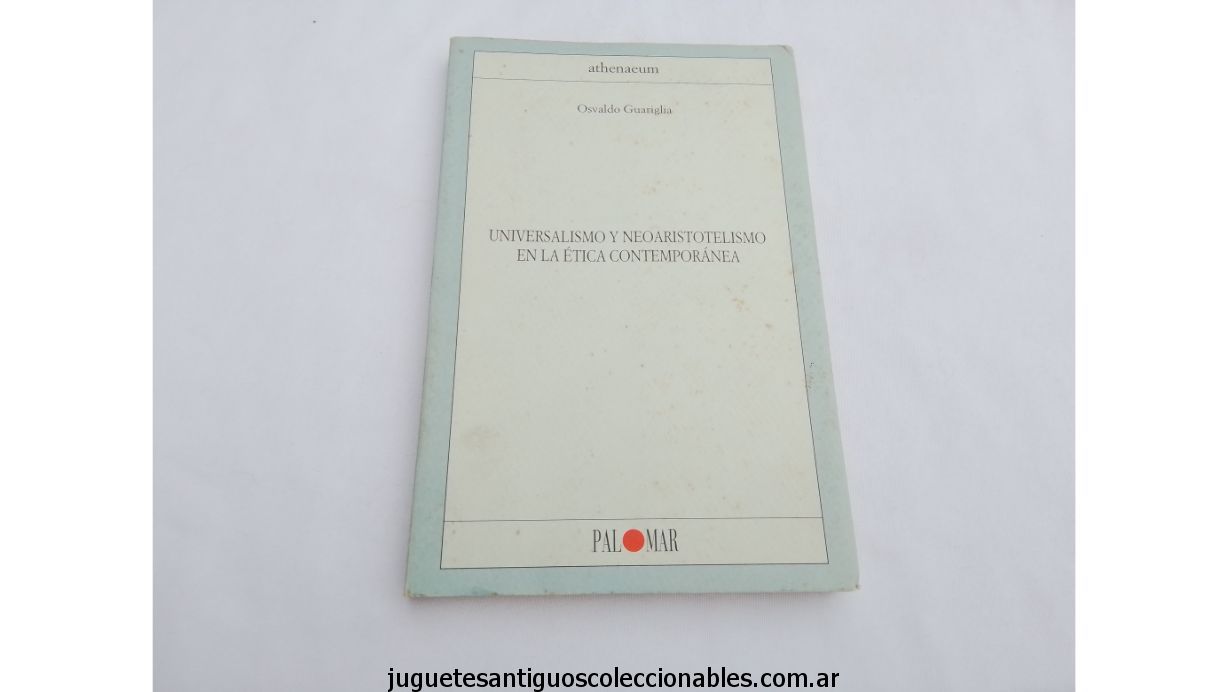 athenaeum
Osvaldo Guariglia
UNIVERSALISMO Y NEOARISTOTELISMO
EN LA ÉTICA CONTEMPORÁNEA
PALOMAR
juguetesantiguoscoleccionables.com.ar